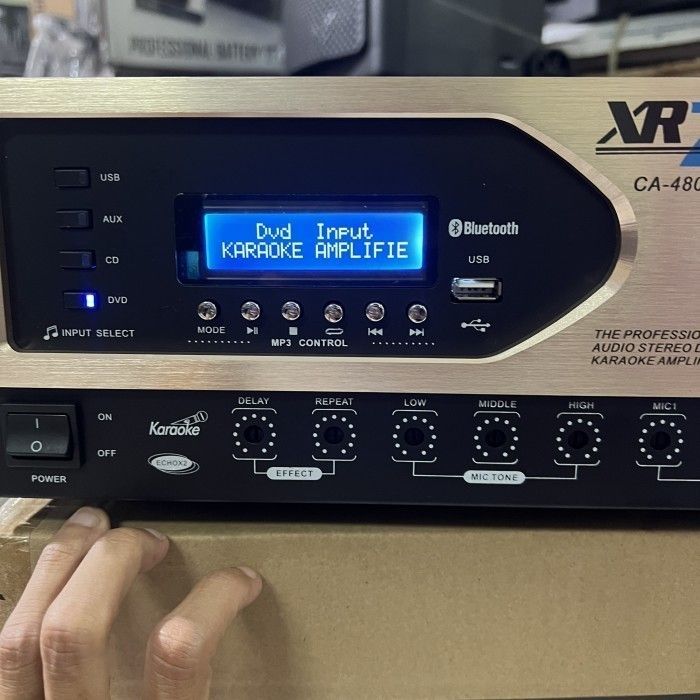 PROFESSIONAL BATTERY
XR
CA-480
USB
AUX
CD
DVD
INPUT SELECT
Dvd Input
KARAOKE AMPLIFIE
Bluetooth
USB
MODE
MP3 CONTROL
THE PROFESSIO
AUDIO STEREO D
KARAOKE AMPLI
I
O
ON
OFF
POWER
Karaoke
ECHOX2
DELAY
REPEAT
EFFECT
LOW
MIDDLE
HIGH
MIC TONE
MIC1